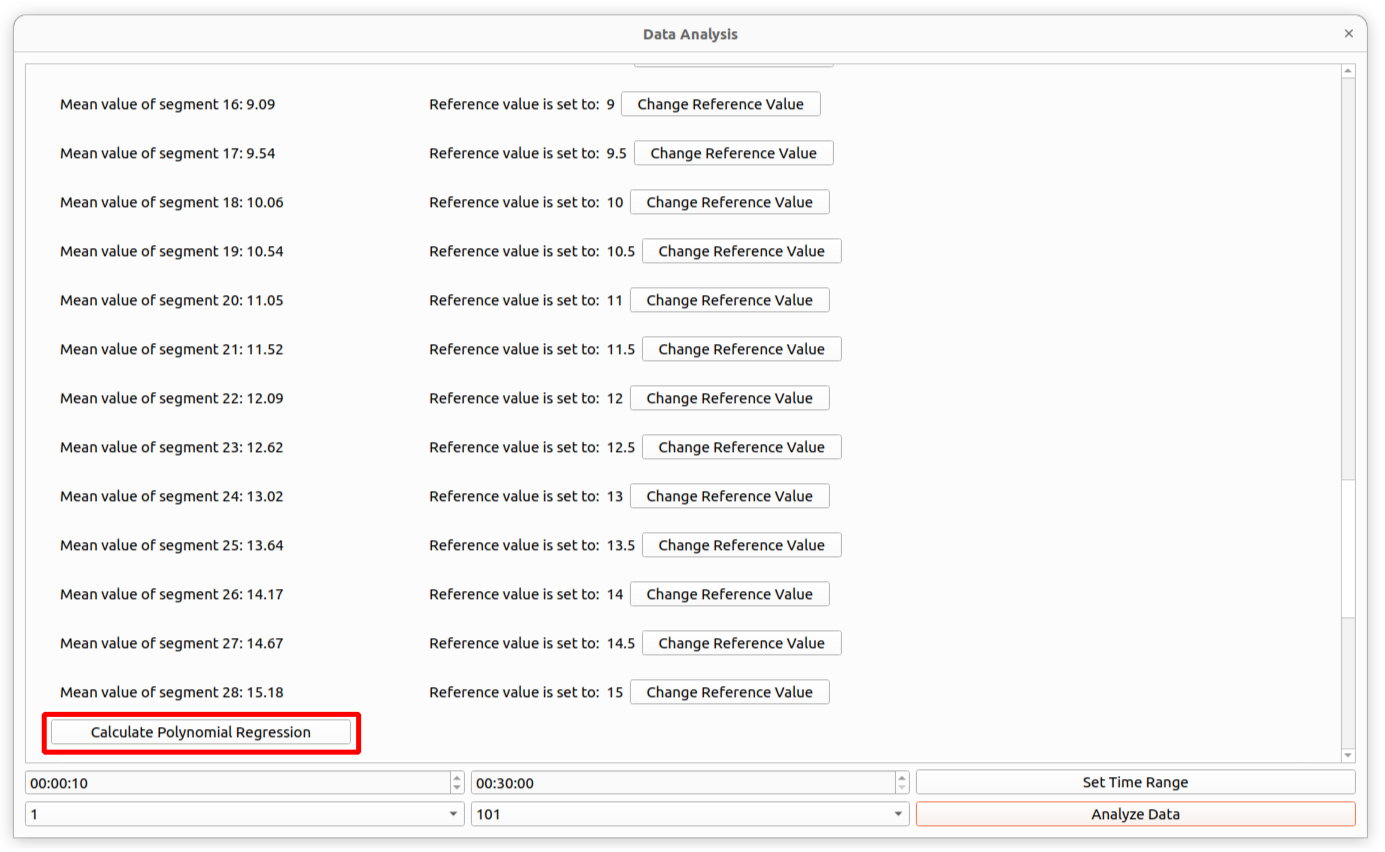 Data Analysis
Mean value of segment 16: 9.09 Reference value is set to: 9 Change Reference Value
Mean value of segment 17: 9.54 Reference value is set to: 9.5 Change Reference Value
Mean value of segment 18: 10.06 Reference value is set to: 10 Change Reference Value
Mean value of segment 19: 10.54 Reference value is set to: 10.5 Change Reference Value
Mean value of segment 20: 11.05 Reference value is set to: 11 Change Reference Value
Mean value of segment 21: 11.52 Reference value is set to: 11.5 Change Reference Value
Mean value of segment 22: 12.09 Reference value is set to: 12 Change Reference Value
Mean value of segment 23: 12.62 Reference value is set to: 12.5 Change Reference Value
Mean value of segment 24: 13.02 Reference value is set to: 13 Change Reference Value
Mean value of segment 25: 13.64 Reference value is set to: 13.5 Change Reference Value
Mean value of segment 26: 14.17 Reference value is set to: 14 Change Reference Value
Mean value of segment 27: 14.67 Reference value is set to: 14.5 Change Reference Value
Mean value of segment 28: 15.18 Reference value is set to: 15 Change Reference Value
Calculate Polynomial Regression
00:00:10 00:30:00 Set Time Range
1 101 Analyze Data